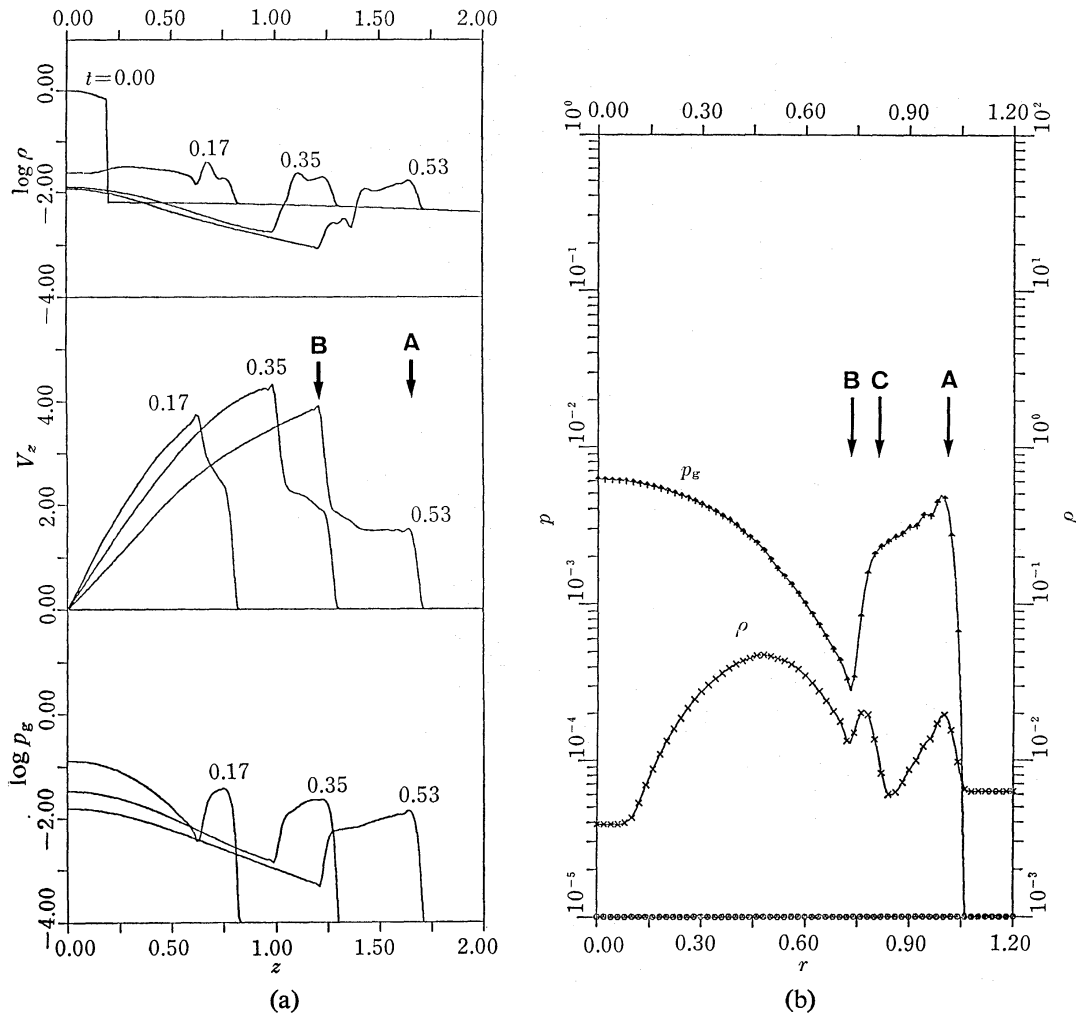 0.00 0.50 1.00 1.50 2.00
t=0.00
0.17
0.35
0.53
log ρ
0.00
−2.00
−4.00
B
A
0.17
0.35
0.53
V_z
4.00
2.00
0.00
log p_g
0.00
−2.00
−4.00
0.17
0.35
0.53
0.00 0.50 1.00 1.50 2.00
z
(a)
0.00 0.30 0.60 0.90 1.20
10^0
10^-1
10^-2
10^-3
10^-4
10^-5
p
10^2
10^1
10^0
10^-1
10^-2
10^-3
ρ
B C A
p_g
ρ
0.00 0.30 0.60 0.90 1.20
r
(b)